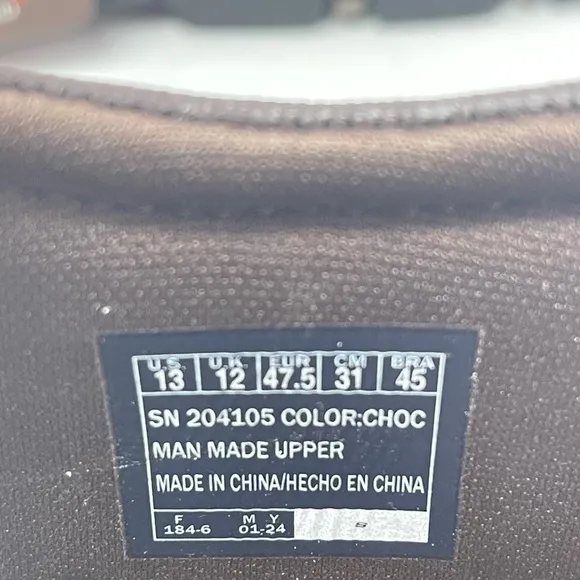 U.S. U.K. EUR CM BRA
13 12 47.5 31 45
SN 204105 COLOR:CHOC
MAN MADE UPPER
MADE IN CHINA/HECHO EN CHINA
F M Y
184-6 01-24 S